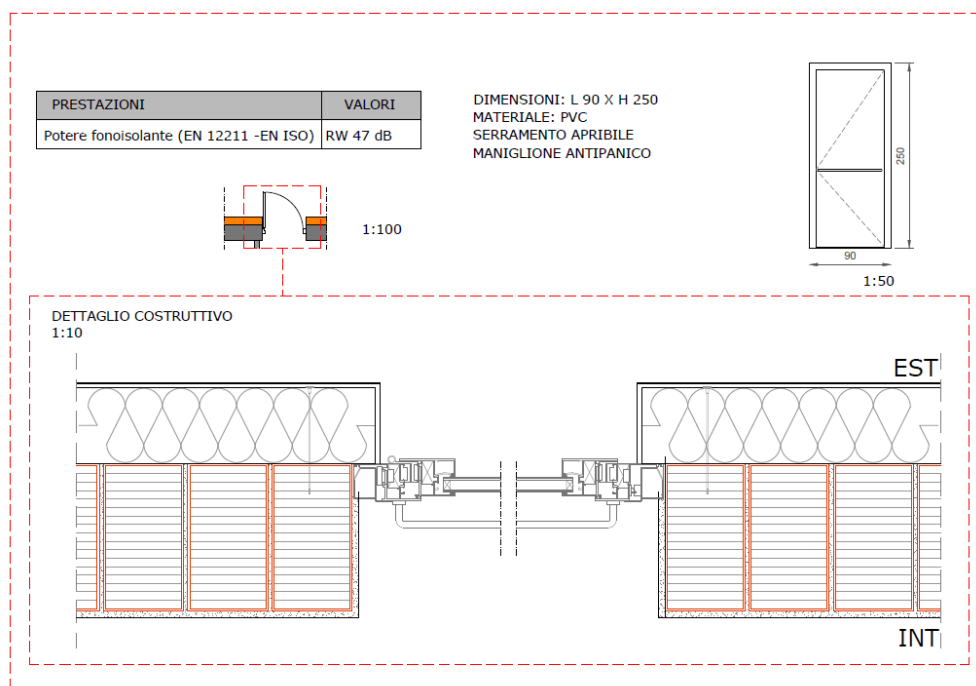 PRESTAZIONI VALORI
Potere fonoisolante (EN 12211 -EN ISO) RW 47 dB
DIMENSIONI: L 90 X H 250
MATERIALE: PVC
SERRAMENTO APRIBILE
MANIGLIONE ANTIPANICO
250
90
1:50
1:100
DETTAGLIO COSTRUTTIVO
1:10
EST
INT